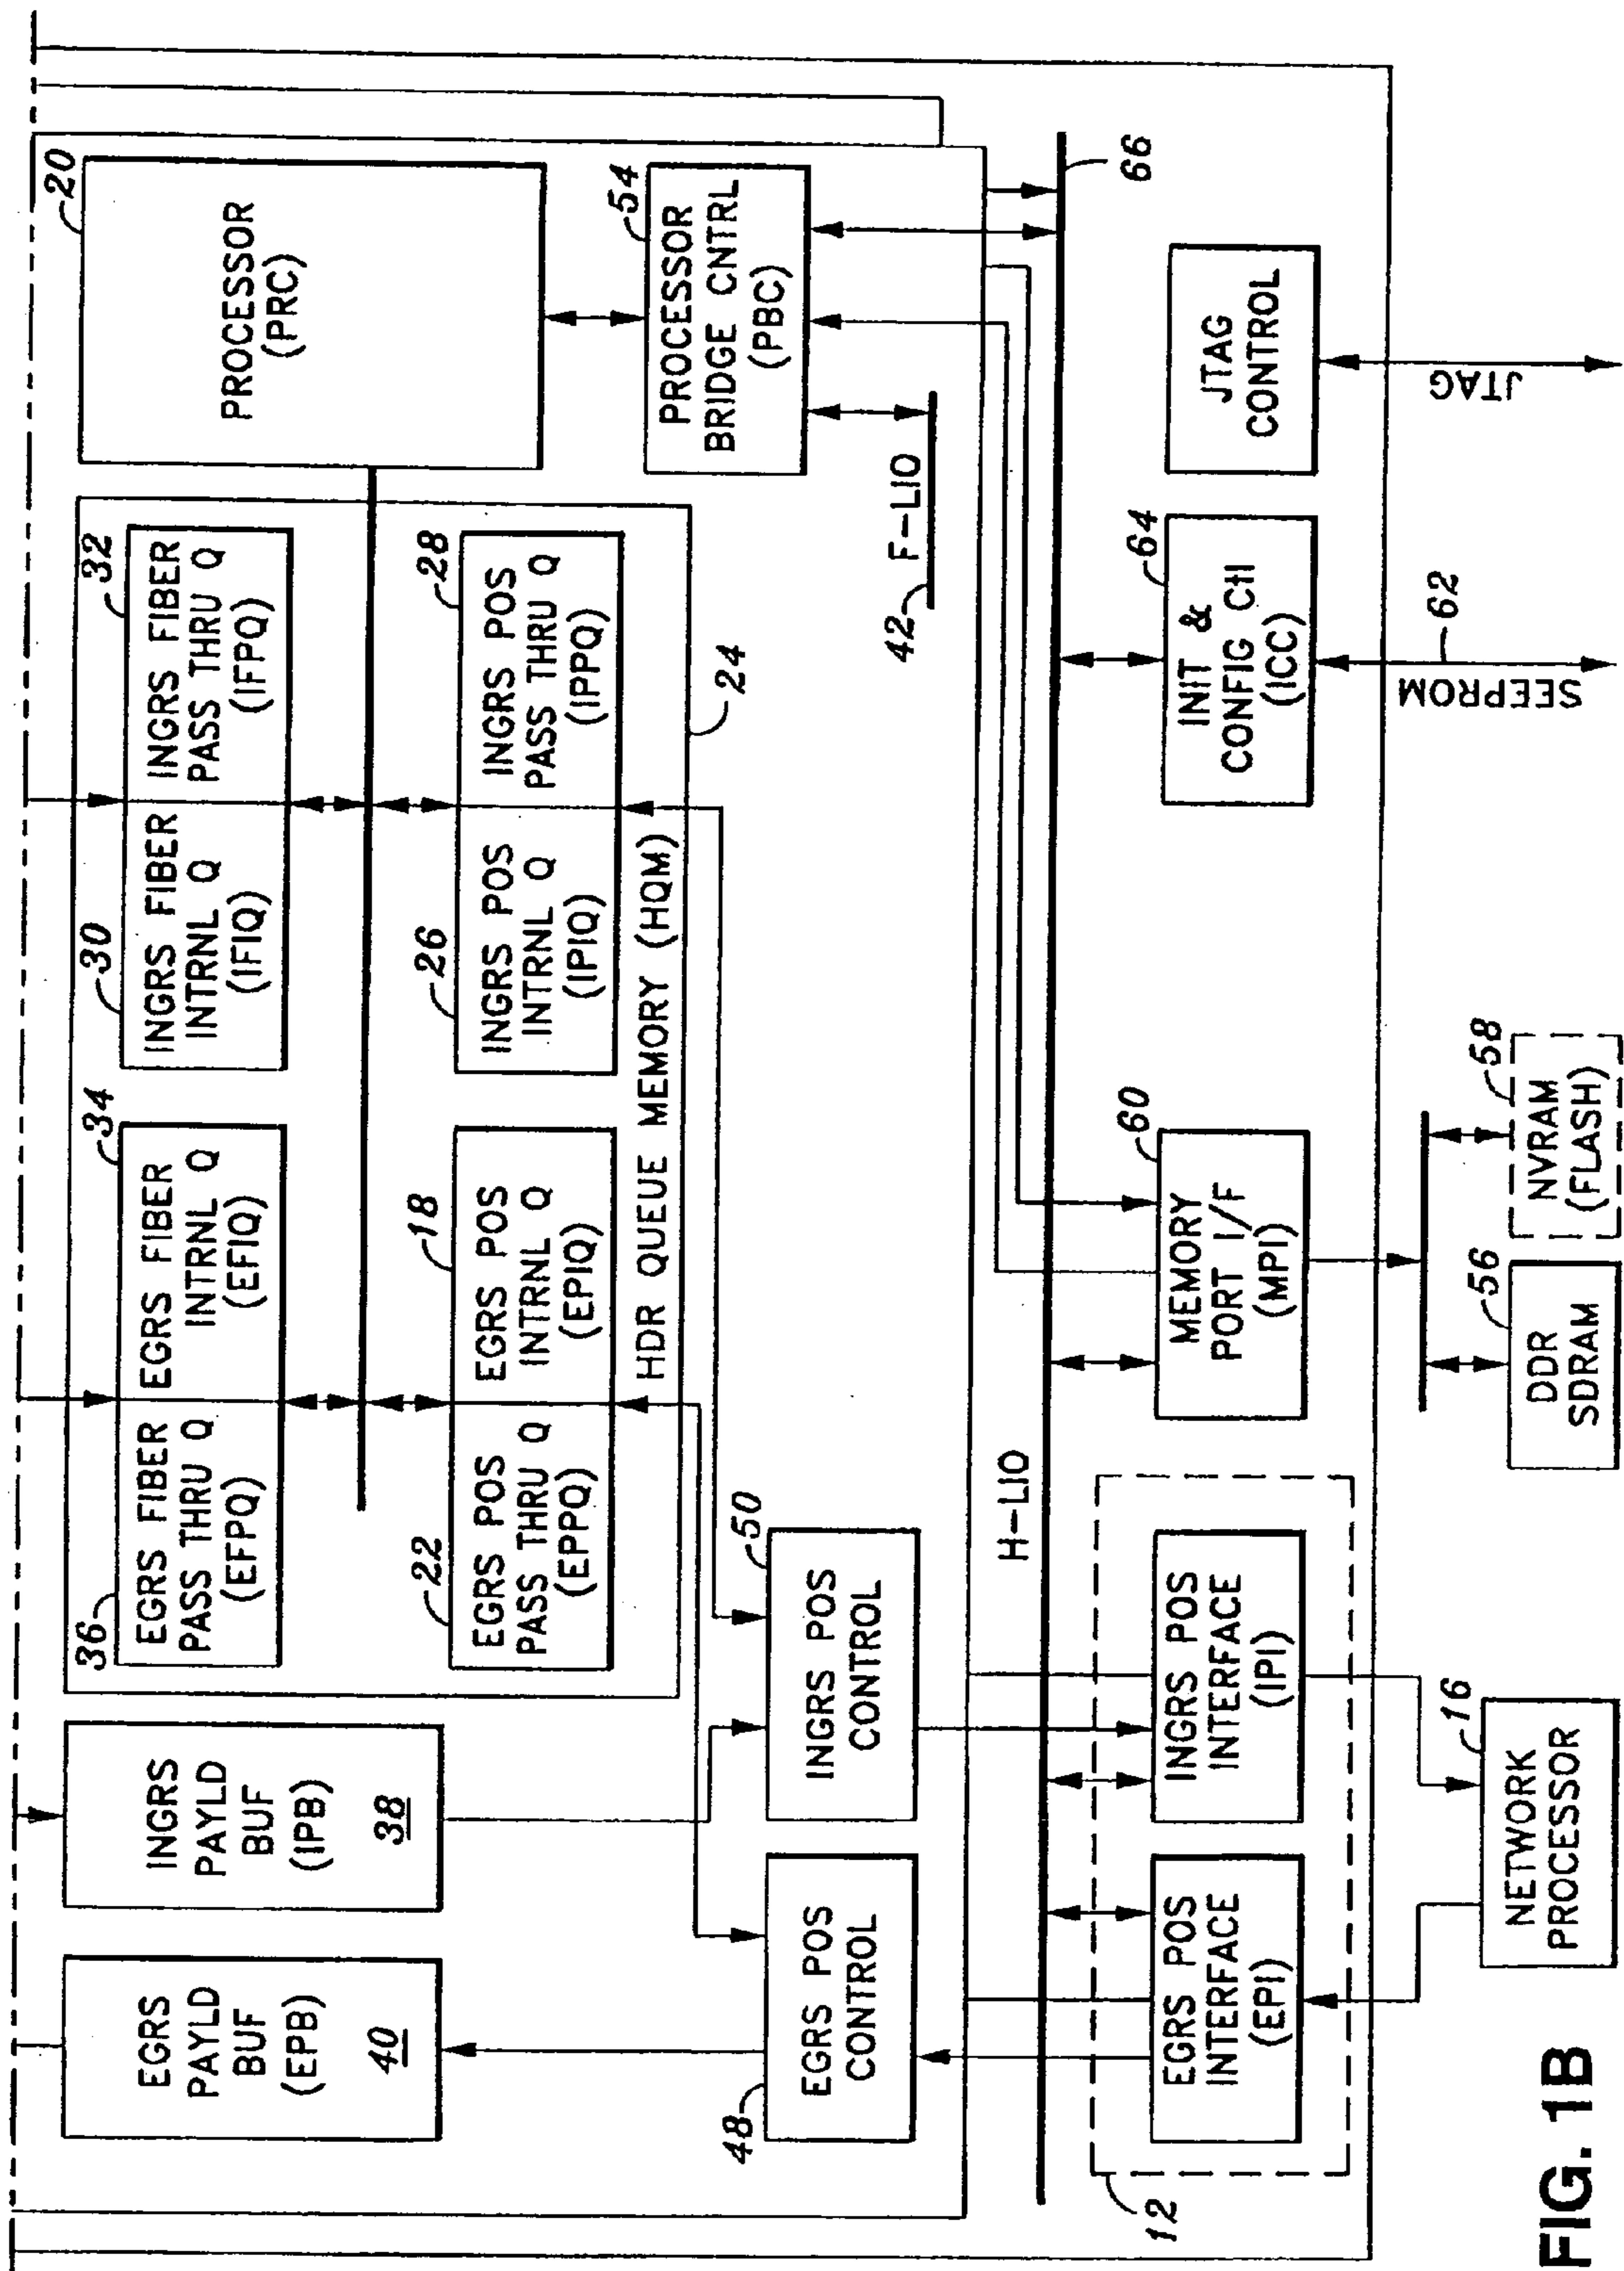 EGRS
PAYLD
BUF
(EPB)
40
INGRS
PAYLD
BUF
(IPB)
38
36
EGRS FIBER
PASS THRU Q
(EFPQ)
34
EGRS FIBER
INTRNL Q
(EFIQ)
30
INGRS FIBER
INTRNL Q
(IFIQ)
32
INGRS FIBER
PASS THRU Q
(IFPQ)
20
PROCESSOR
(PRC)
22
EGRS POS
PASS THRU Q
(EPPQ)
18
EGRS POS
INTRNL Q
(EPIQ)
26
INGRS POS
INTRNL Q
(IPIQ)
28
INGRS POS
PASS THRU Q
(IPPQ)
HDR QUEUE MEMORY (HQM)
24
54
PROCESSOR
BRIDGE CNTRL
(PBC)
42
F-LIO
48
EGRS POS
CONTROL
50
INGRS POS
CONTROL
H-LIO
66
12
EGRS POS
INTERFACE
(EPI)
INGRS POS
INTERFACE
(IPI)
60
MEMORY
PORT I/F
(MPI)
64
INIT &
CONFIG Ctl
(ICC)
JTAG
CONTROL
SEEPROM
62
JTAG
16
NETWORK
PROCESSOR
56
DDR
SDRAM
58
NVRAM
(FLASH)
FIG. 1B